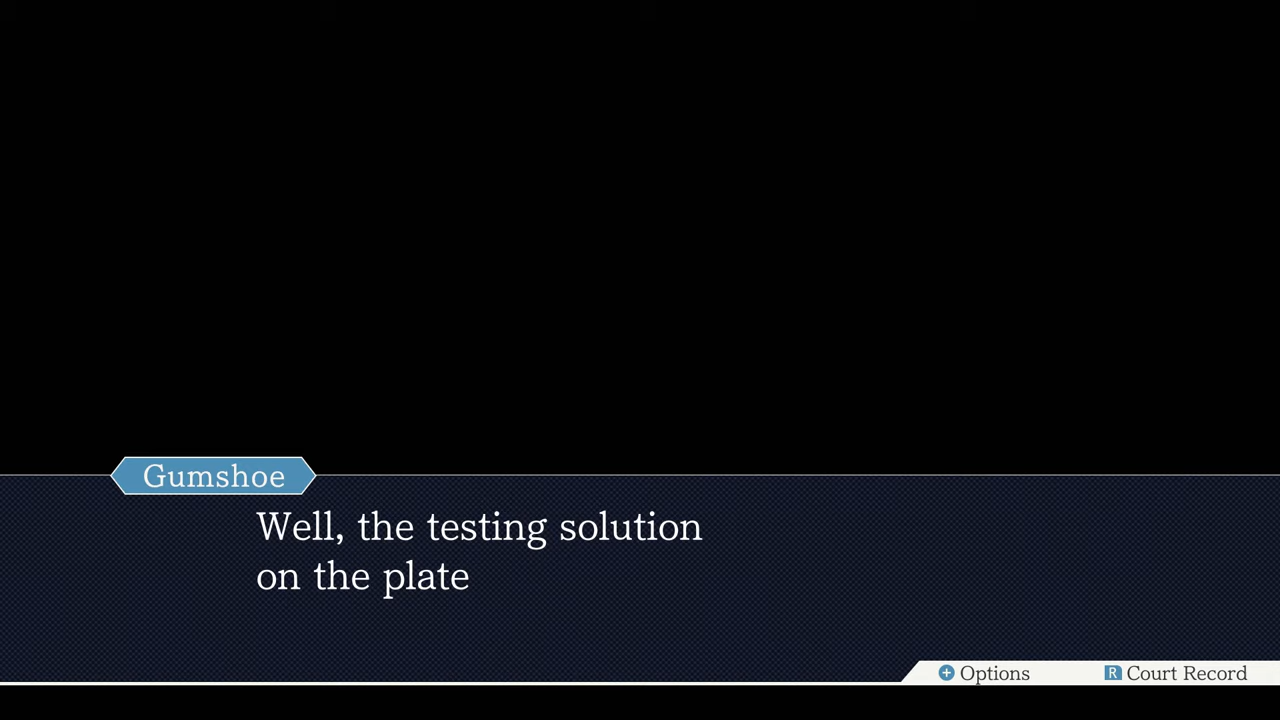 Gumshoe
Well, the testing solution
on the plate
+ Options
R Court Record